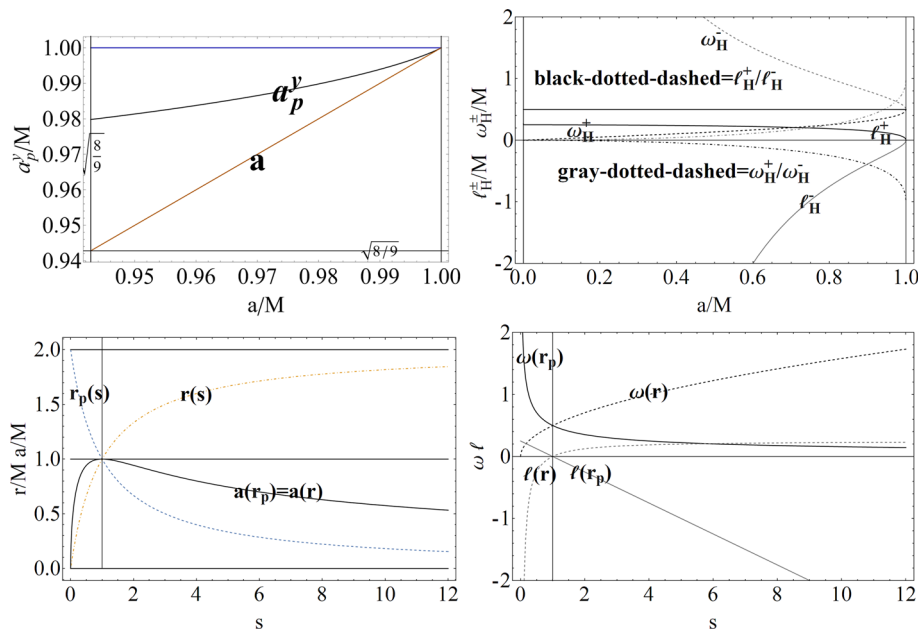 1.00
0.99
0.98
0.97
0.96
0.95
0.94
a_p^y/M
√8/9
a_p^y
a
√8/9
0.95 0.96 0.97 0.98 0.99 1.00
a/M
2
1
0
-1
-2
ℓ_H^±/M ω_H^±/M
ω_H^-
black-dotted-dashed=ℓ_H^+/ℓ_H^-
ω_H^+
ℓ_H^+
gray-dotted-dashed=ω_H^+/ω_H^-
ℓ_H^-
0.0 0.2 0.4 0.6 0.8 1.0
a/M
2.0
1.5
1.0
0.5
0.0
r/M a/M
r_p(s)
r(s)
a(r_p)=a(r)
0 2 4 6 8 10 12
s
2
1
0
-1
-2
ω ℓ
ω(r_p)
ω(r)
ℓ(r) ℓ(r_p)
0 2 4 6 8 10 12
s